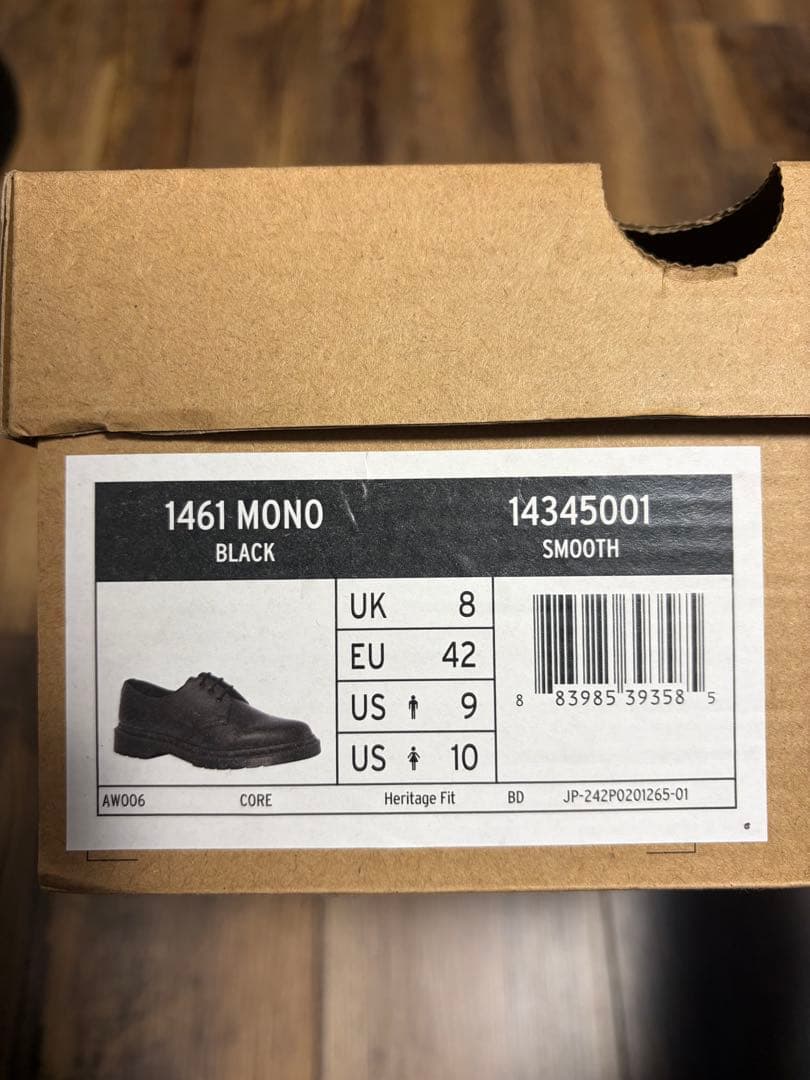 1461 MONO
BLACK
14345001
SMOOTH
UK 8
EU 42
US 9
US 10
8 83985 39358 5
AW006 CORE Heritage Fit BD JP-242P0201265-01